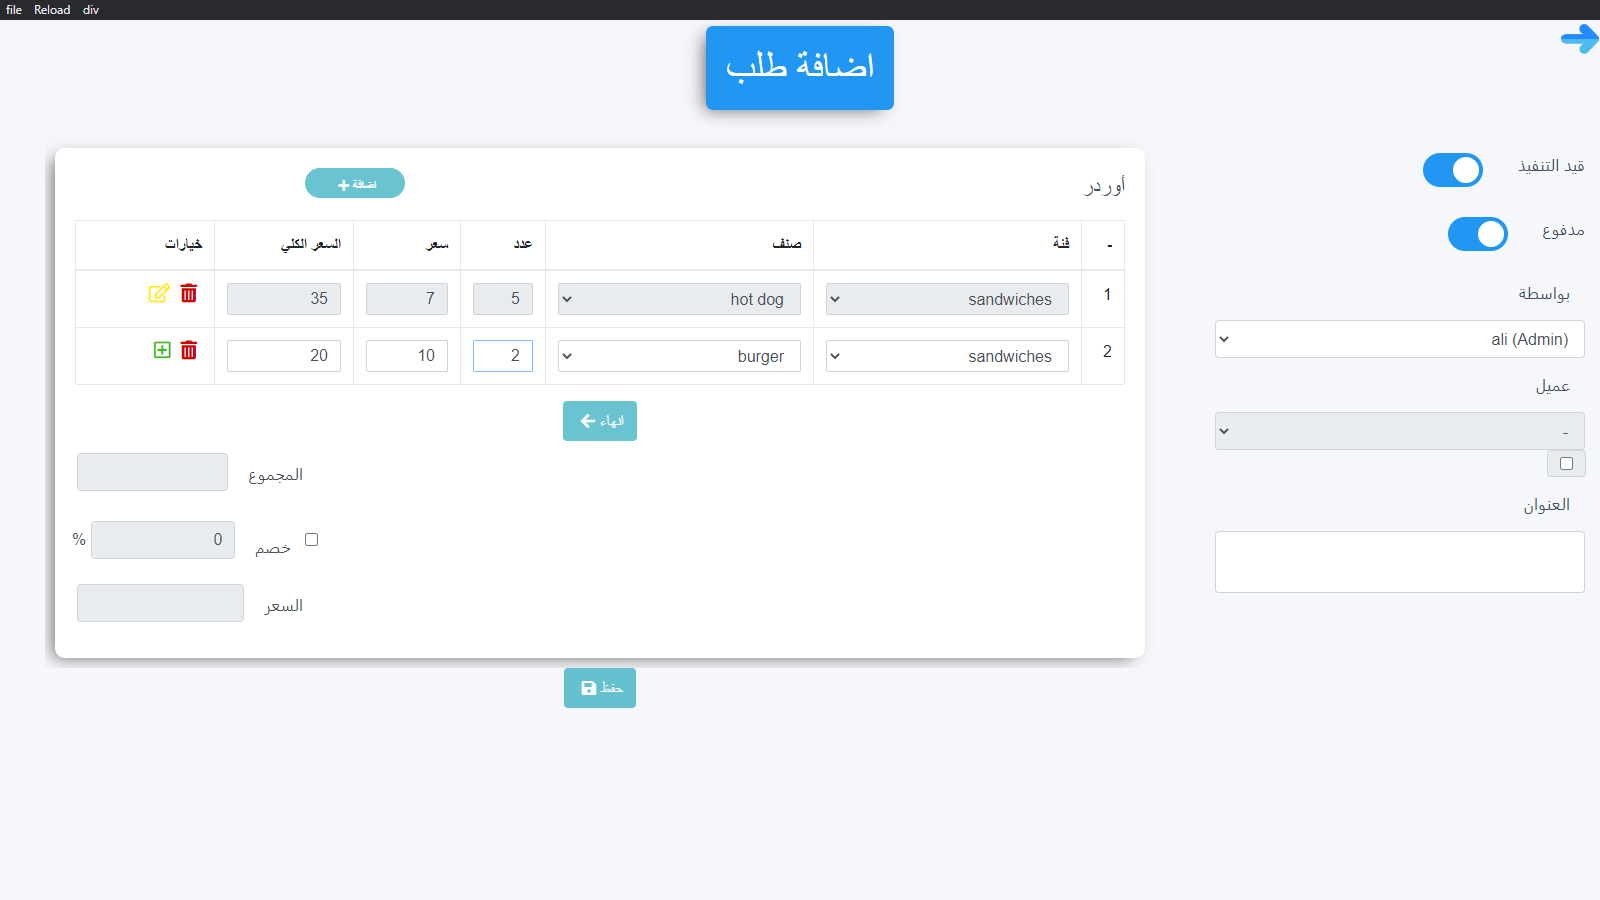 file Reload div
اضافة طلب
قيد التنفيذ
مدفوع
بواسطة
ali (Admin)
عميل
-
العنوان
أوردر
اضافة
- فئة صنف عدد سعر السعر الكلي خيارات
1 sandwiches hot dog 5 7 35
2 sandwiches burger 2 10 20
انهاء
المجموع
خصم 0 %
السعر
حفظ